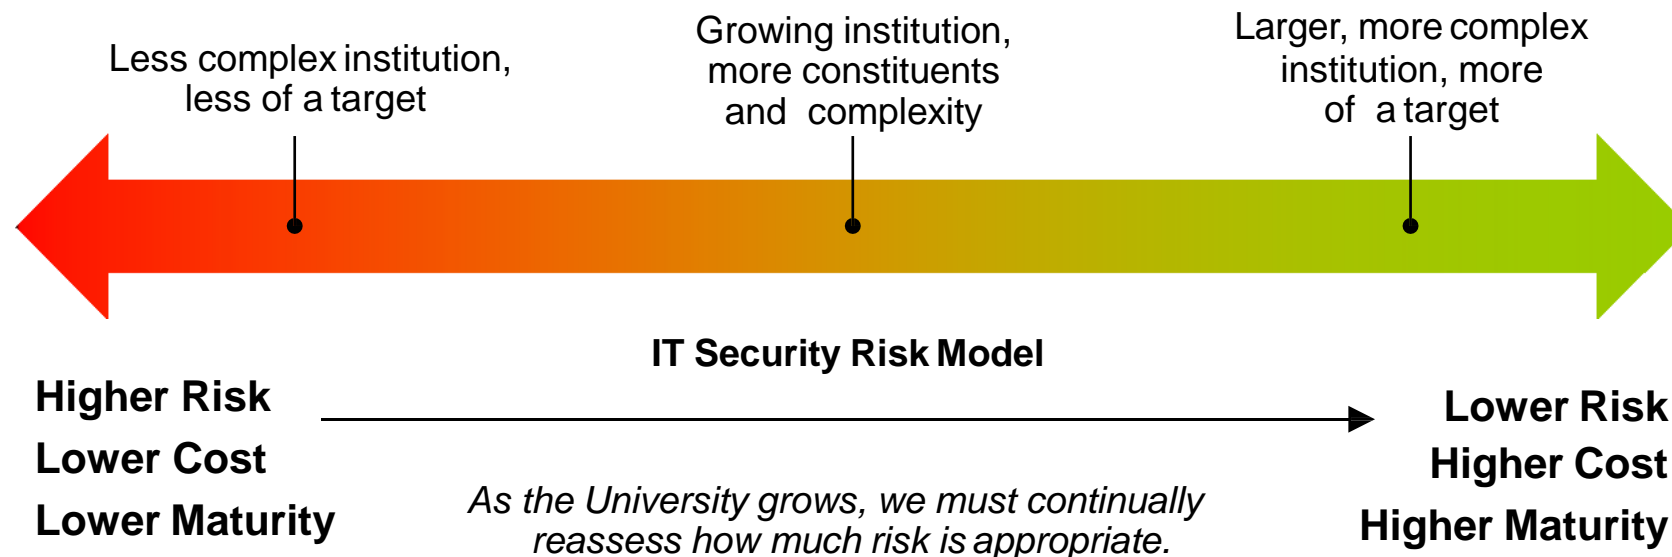 Less complex institution,
less of a target
Growing institution,
more constituents
and complexity
Larger, more complex
institution, more
of a target
IT Security Risk Model
Higher Risk
Lower Cost
Lower Maturity
As the University grows, we must continually
reassess how much risk is appropriate.
Lower Risk
Higher Cost
Higher Maturity